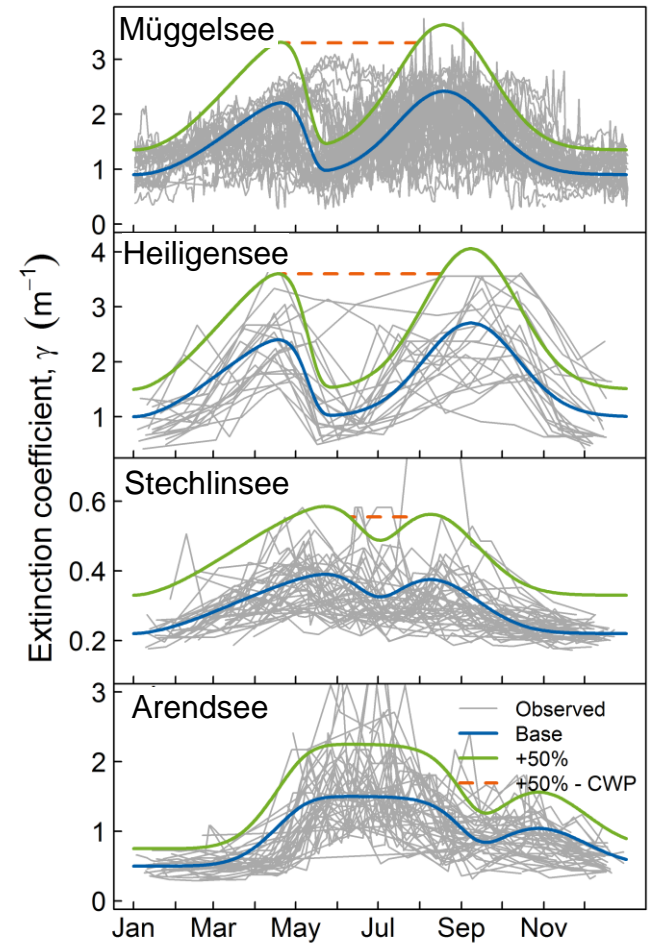 Müggelsee
3
2
1
0
Heiligensee
4
3
2
1
Stechlinsee
0.6
0.4
0.2
Arendsee
3
2
1
0
Observed
Base
+50%
+50% - CWP
Jan Mar May Jul Sep Nov
Extinction coefficient, γ (m⁻¹)